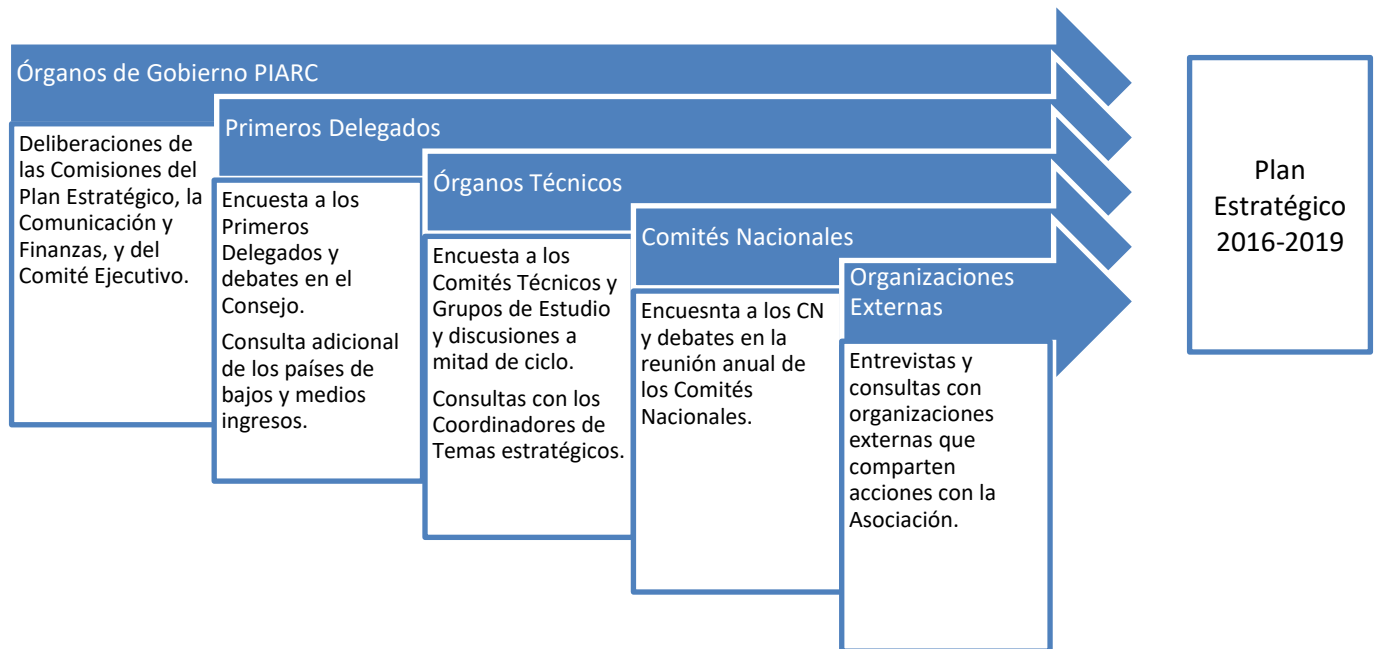 Órganos de Gobierno PIARC
Deliberaciones de
las Comisiones del
Plan Estratégico, la
Comunicación y
Finanzas, y del
Comité Ejecutivo.
Primeros Delegados
Encuesta a los
Primeros
Delegados y
debates en el
Consejo.
Consulta adicional
de los países de
bajos y medios
ingresos.
Órganos Técnicos
Encuesta a los
Comités Técnicos y
Grupos de Estudio
y discusiones a
mitad de ciclo.
Consultas con los
Coordinadores de
Temas estratégicos.
Comités Nacionales
Encuesnta a los CN
y debates en la
reunión anual de
los Comités
Nacionales.
Organizaciones
Externas
Entrevistas y
consultas con
organizaciones
externas que
comparten
acciones con la
Asociación.
Plan
Estratégico
2016-2019